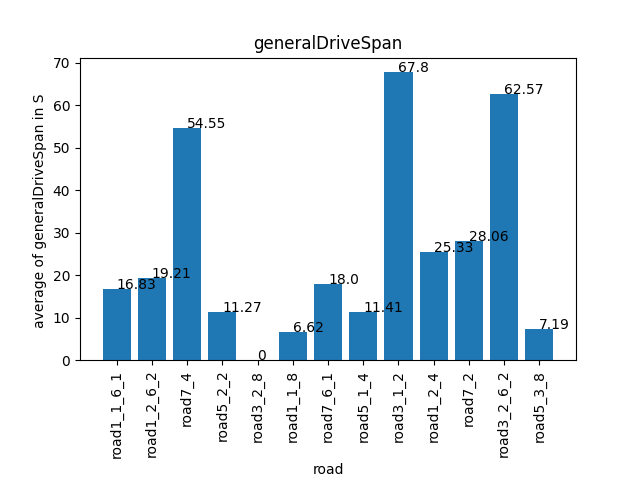 generalDriveSpan
average of generalDriveSpan in S
70
60
50
40
30
20
10
0
16.83
19.21
54.55
11.27
0
6.62
18.0
11.41
67.8
25.33
28.06
62.57
7.19
road1_1_6_1
road1_2_6_2
road7_4
road5_2_2
road3_2_8
road1_1_8
road7_6_1
road5_1_4
road3_1_2
road1_2_4
road7_2
road3_2_6_2
road5_3_8
road